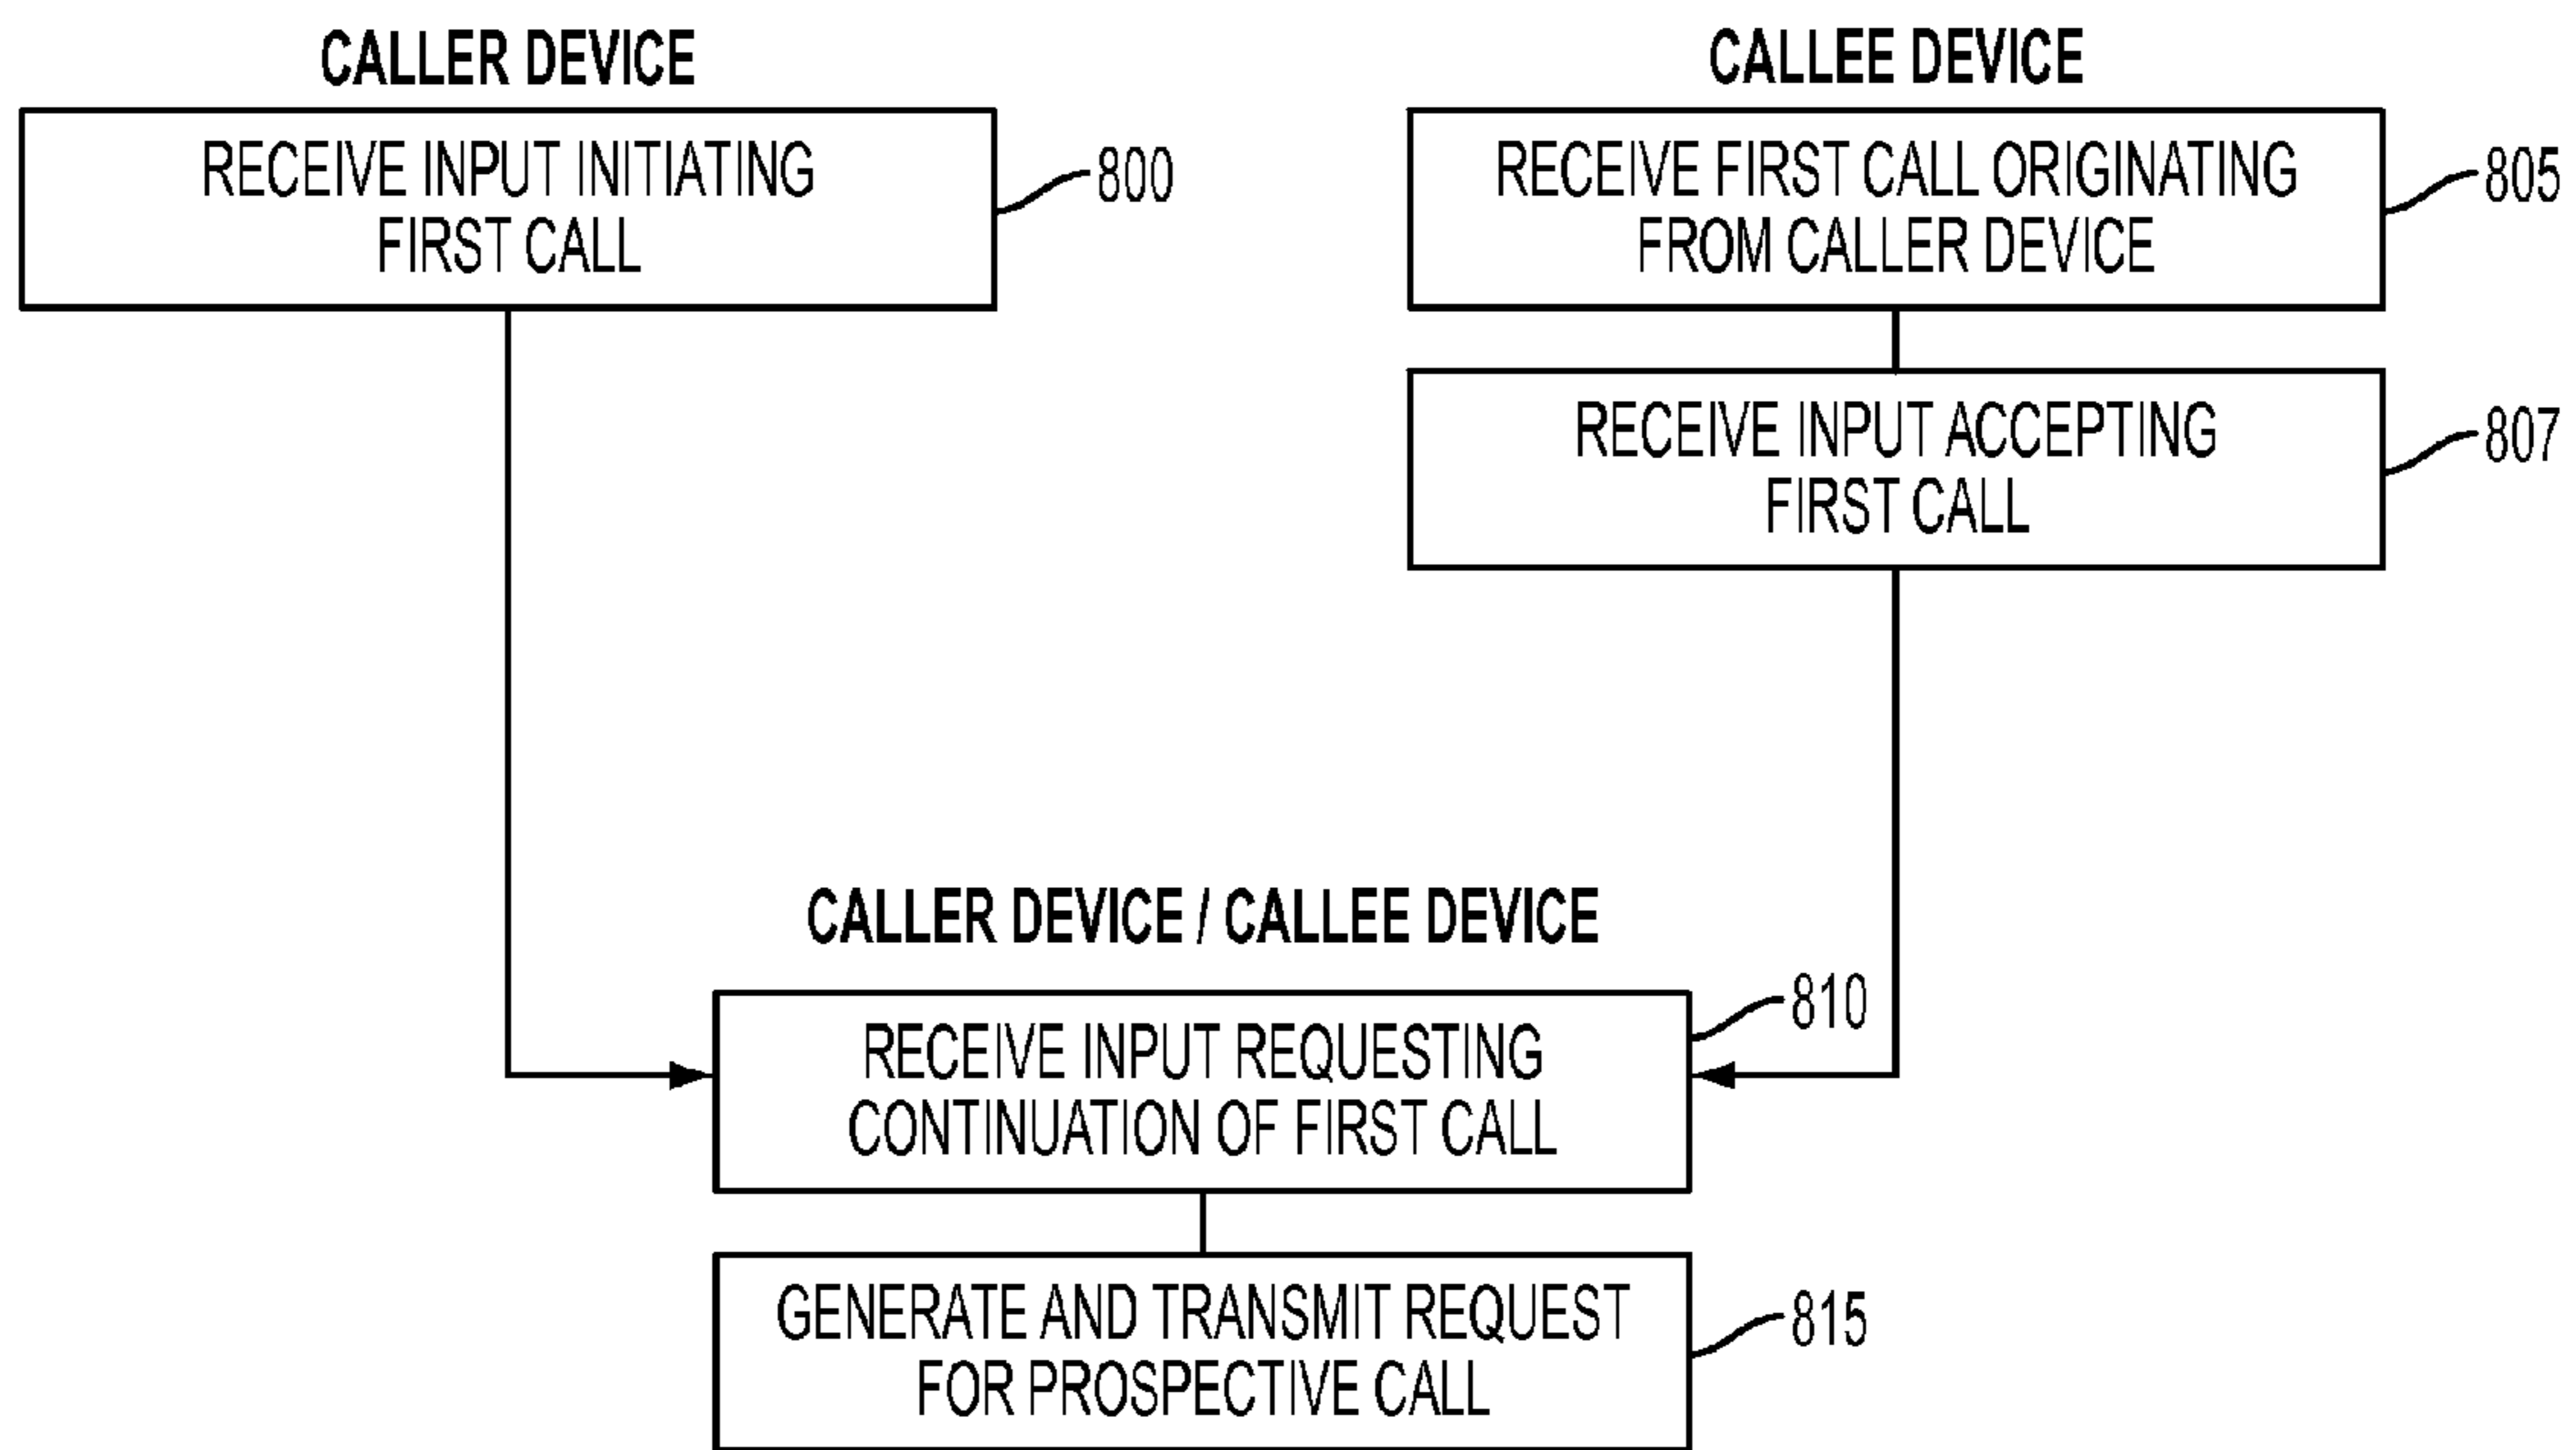 CALLER DEVICE
RECEIVE INPUT INITIATING
FIRST CALL
800
CALLEE DEVICE
RECEIVE FIRST CALL ORIGINATING
FROM CALLER DEVICE
805
RECEIVE INPUT ACCEPTING
FIRST CALL
807
CALLER DEVICE / CALLEE DEVICE
RECEIVE INPUT REQUESTING
CONTINUATION OF FIRST CALL
810
GENERATE AND TRANSMIT REQUEST
FOR PROSPECTIVE CALL
815